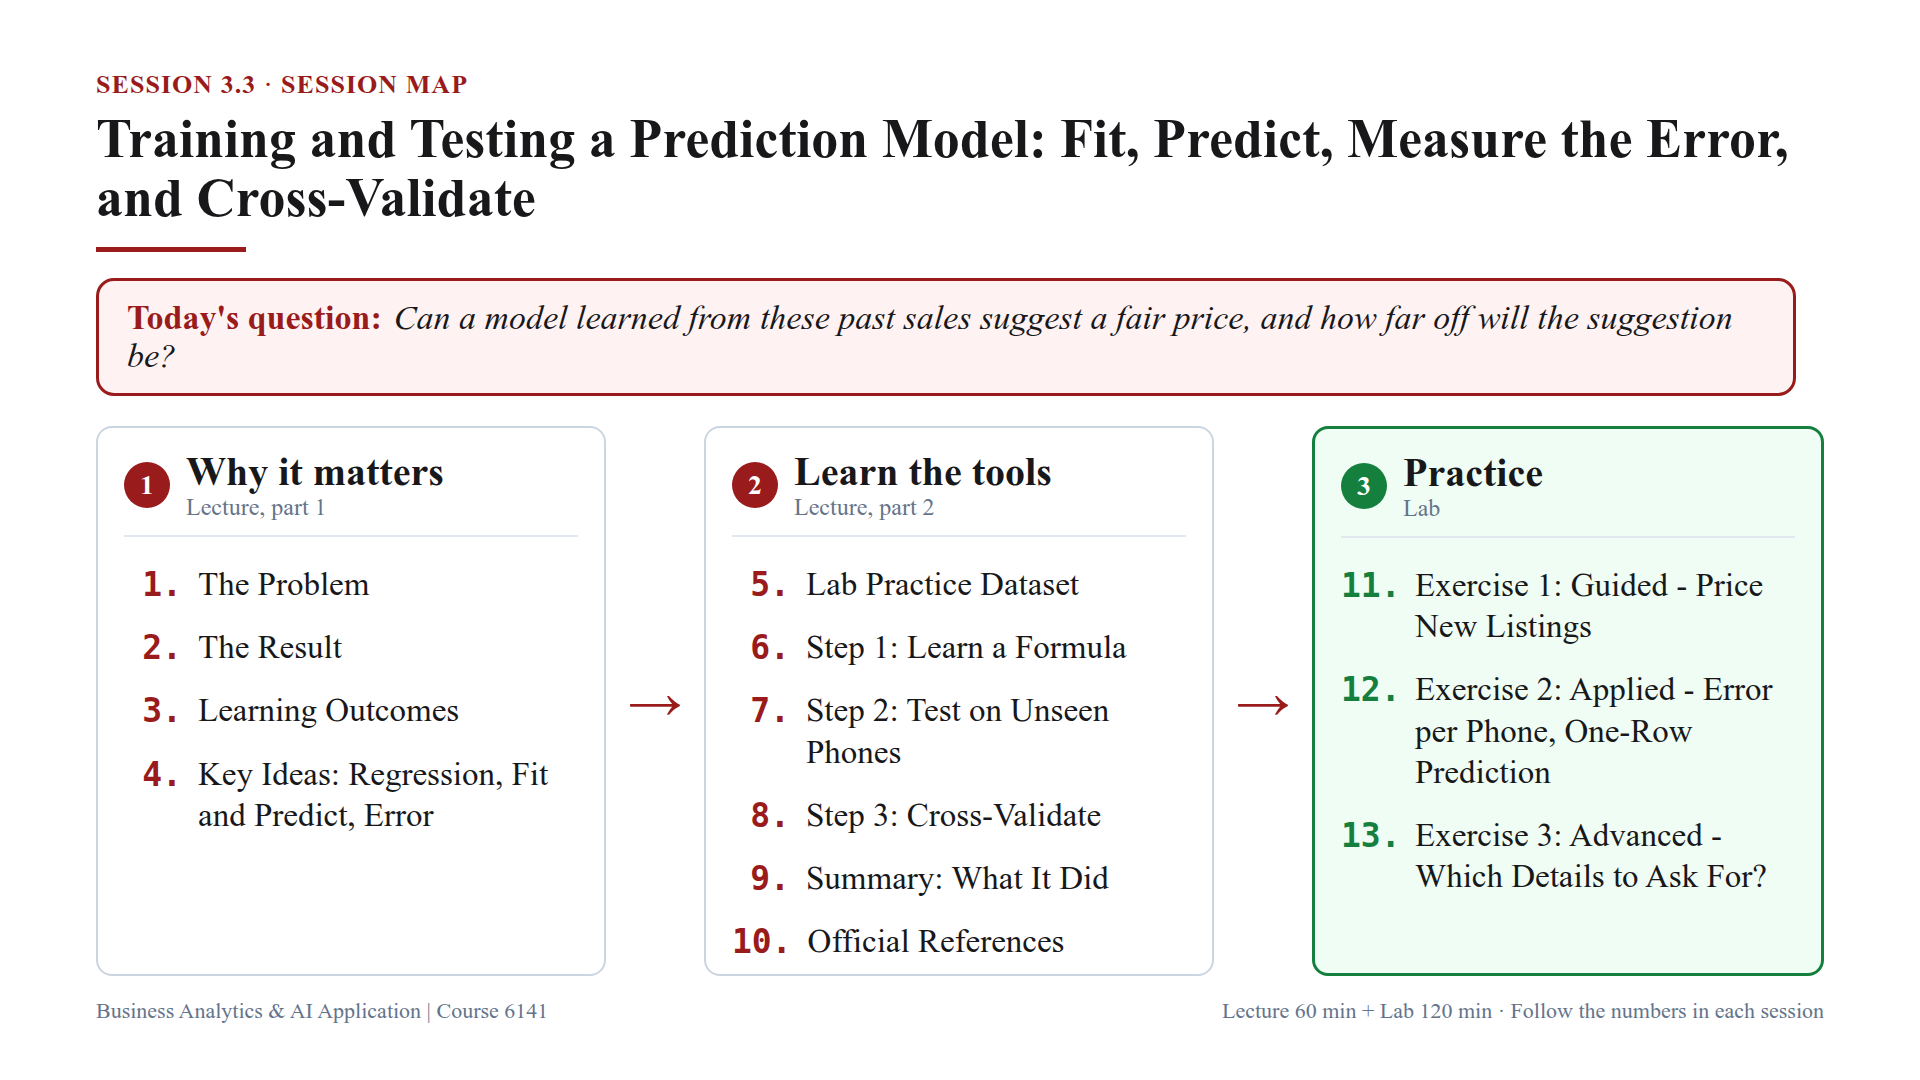 SESSION 3.3 · SESSION MAP
Training and Testing a Prediction Model: Fit, Predict, Measure the Error,
and Cross-Validate
Today's question: Can a model learned from these past sales suggest a fair price, and how far off will the suggestion
be?
1 Why it matters
Lecture, part 1
1. The Problem
2. The Result
3. Learning Outcomes
4. Key Ideas: Regression, Fit
and Predict, Error
→
2 Learn the tools
Lecture, part 2
5. Lab Practice Dataset
6. Step 1: Learn a Formula
7. Step 2: Test on Unseen
Phones
8. Step 3: Cross-Validate
9. Summary: What It Did
10. Official References
→
3 Practice
Lab
11. Exercise 1: Guided - Price
New Listings
12. Exercise 2: Applied - Error
per Phone, One-Row
Prediction
13. Exercise 3: Advanced -
Which Details to Ask For?
Business Analytics & AI Application | Course 6141
Lecture 60 min + Lab 120 min · Follow the numbers in each session